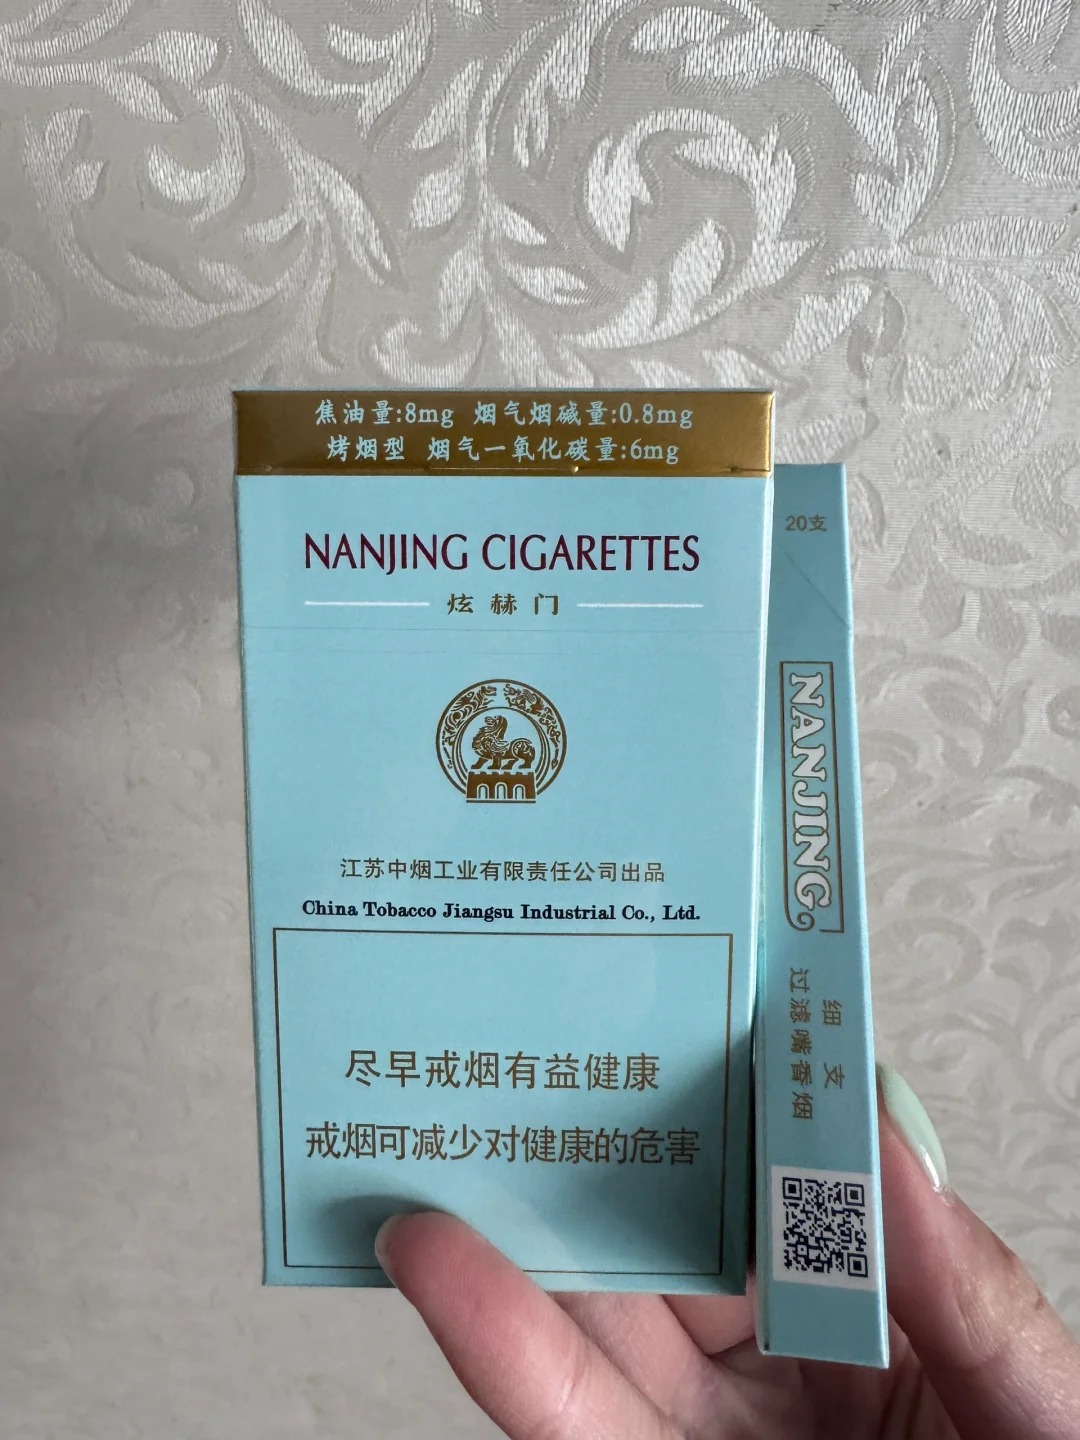 焦油量:8mg 烟气烟碱量:0.8mg
烤烟型 烟气一氧化碳量:6mg
NANJING CIGARETTES
炫赫门
江苏中烟工业有限责任公司出品
China Tobacco Jiangsu Industrial Co., Ltd.
尽早戒烟有益健康
戒烟可减少对健康的危害
20支
NANJING
细支
过滤嘴香烟